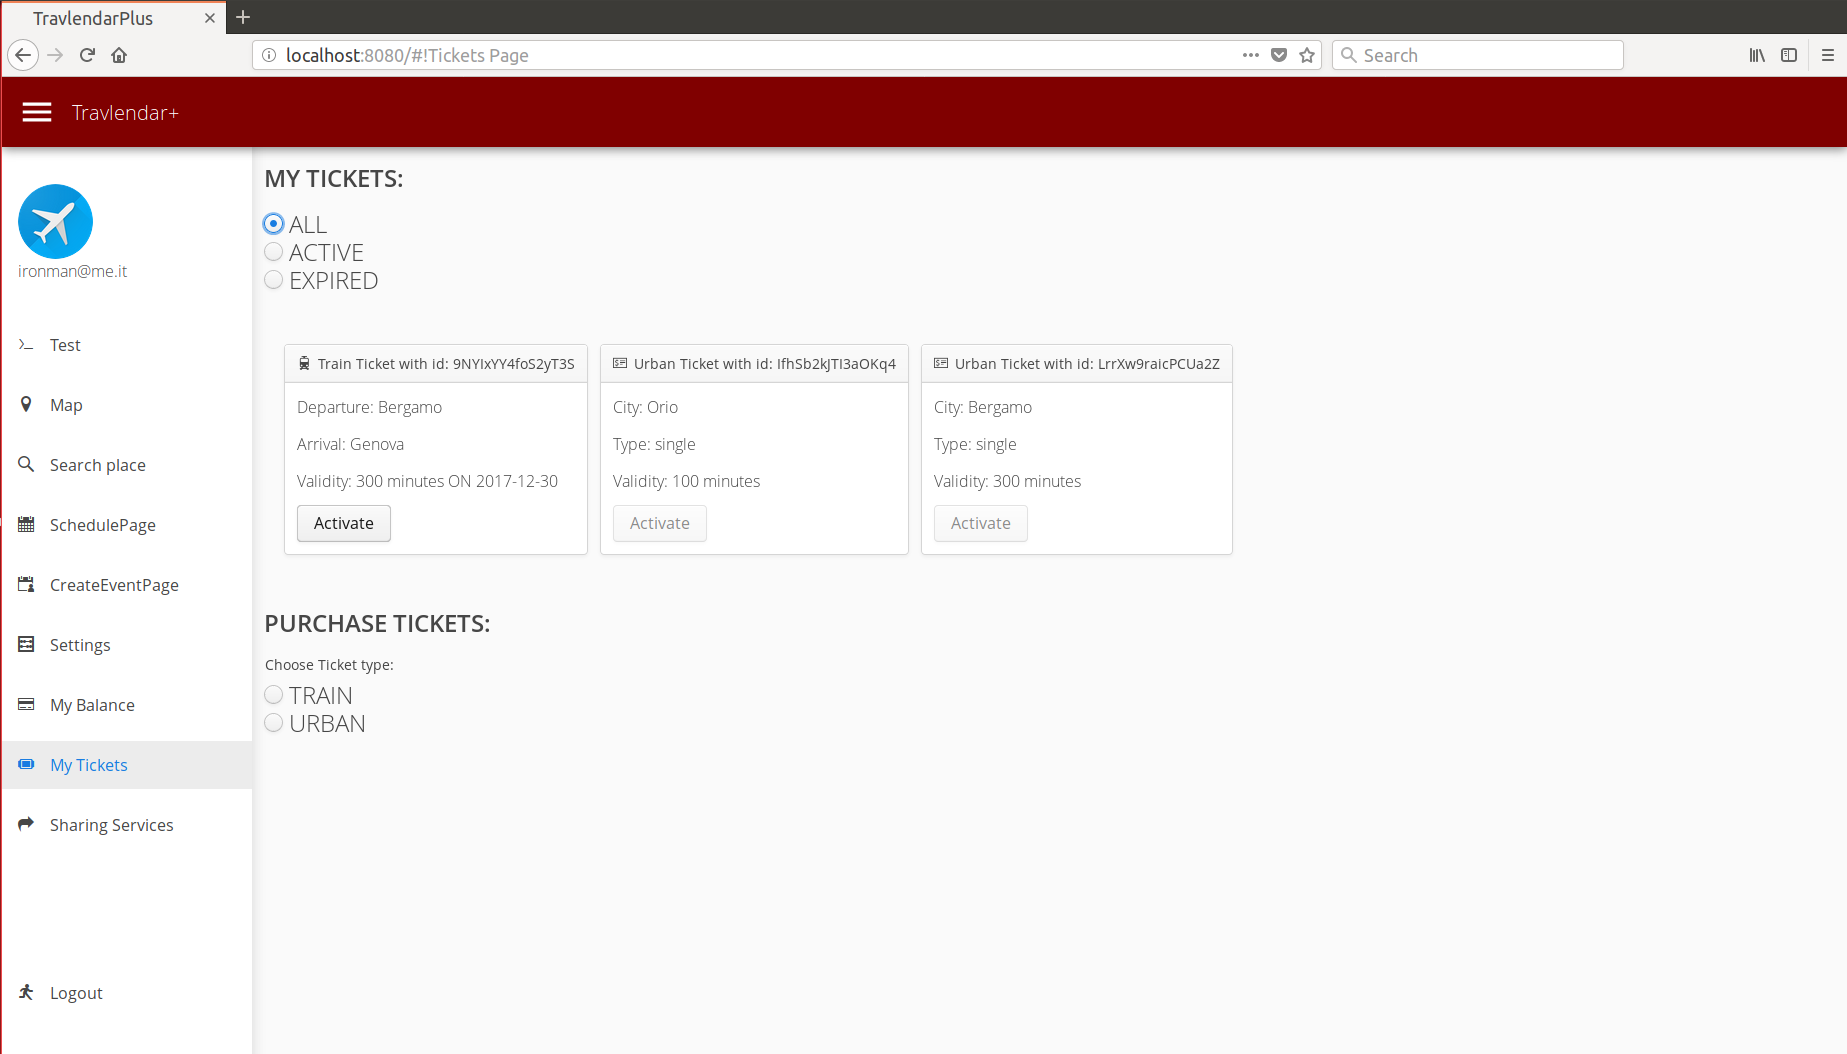 TravlendarPlus
localhost:8080/#!Tickets Page
Search
Travlendar+
ironman@me.it
Test
Map
Search place
SchedulePage
CreateEventPage
Settings
My Balance
My Tickets
Sharing Services
Logout
MY TICKETS:
ALL
ACTIVE
EXPIRED
Train Ticket with id: 9NYIxYY4foS2yT3S
Departure: Bergamo
Arrival: Genova
Validity: 300 minutes ON 2017-12-30
Activate
Urban Ticket with id: IfhSb2kJTI3aOKq4
City: Orio
Type: single
Validity: 100 minutes
Activate
Urban Ticket with id: LrrXw9raicPCUa2Z
City: Bergamo
Type: single
Validity: 300 minutes
Activate
PURCHASE TICKETS:
Choose Ticket type:
TRAIN
URBAN